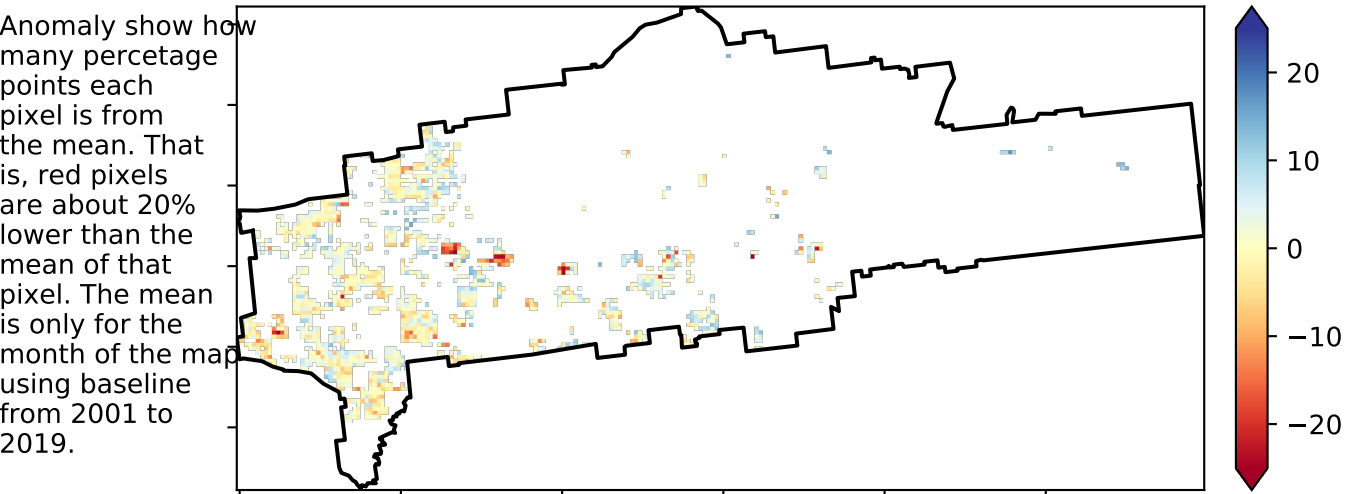 Anomaly show how
many percetage
points each
pixel is from
the mean. That
is, red pixels
are about 20%
lower than the
mean of that
pixel. The mean
is only for the
month of the map
using baseline
from 2001 to
2019.
20
10
0
−10
−20